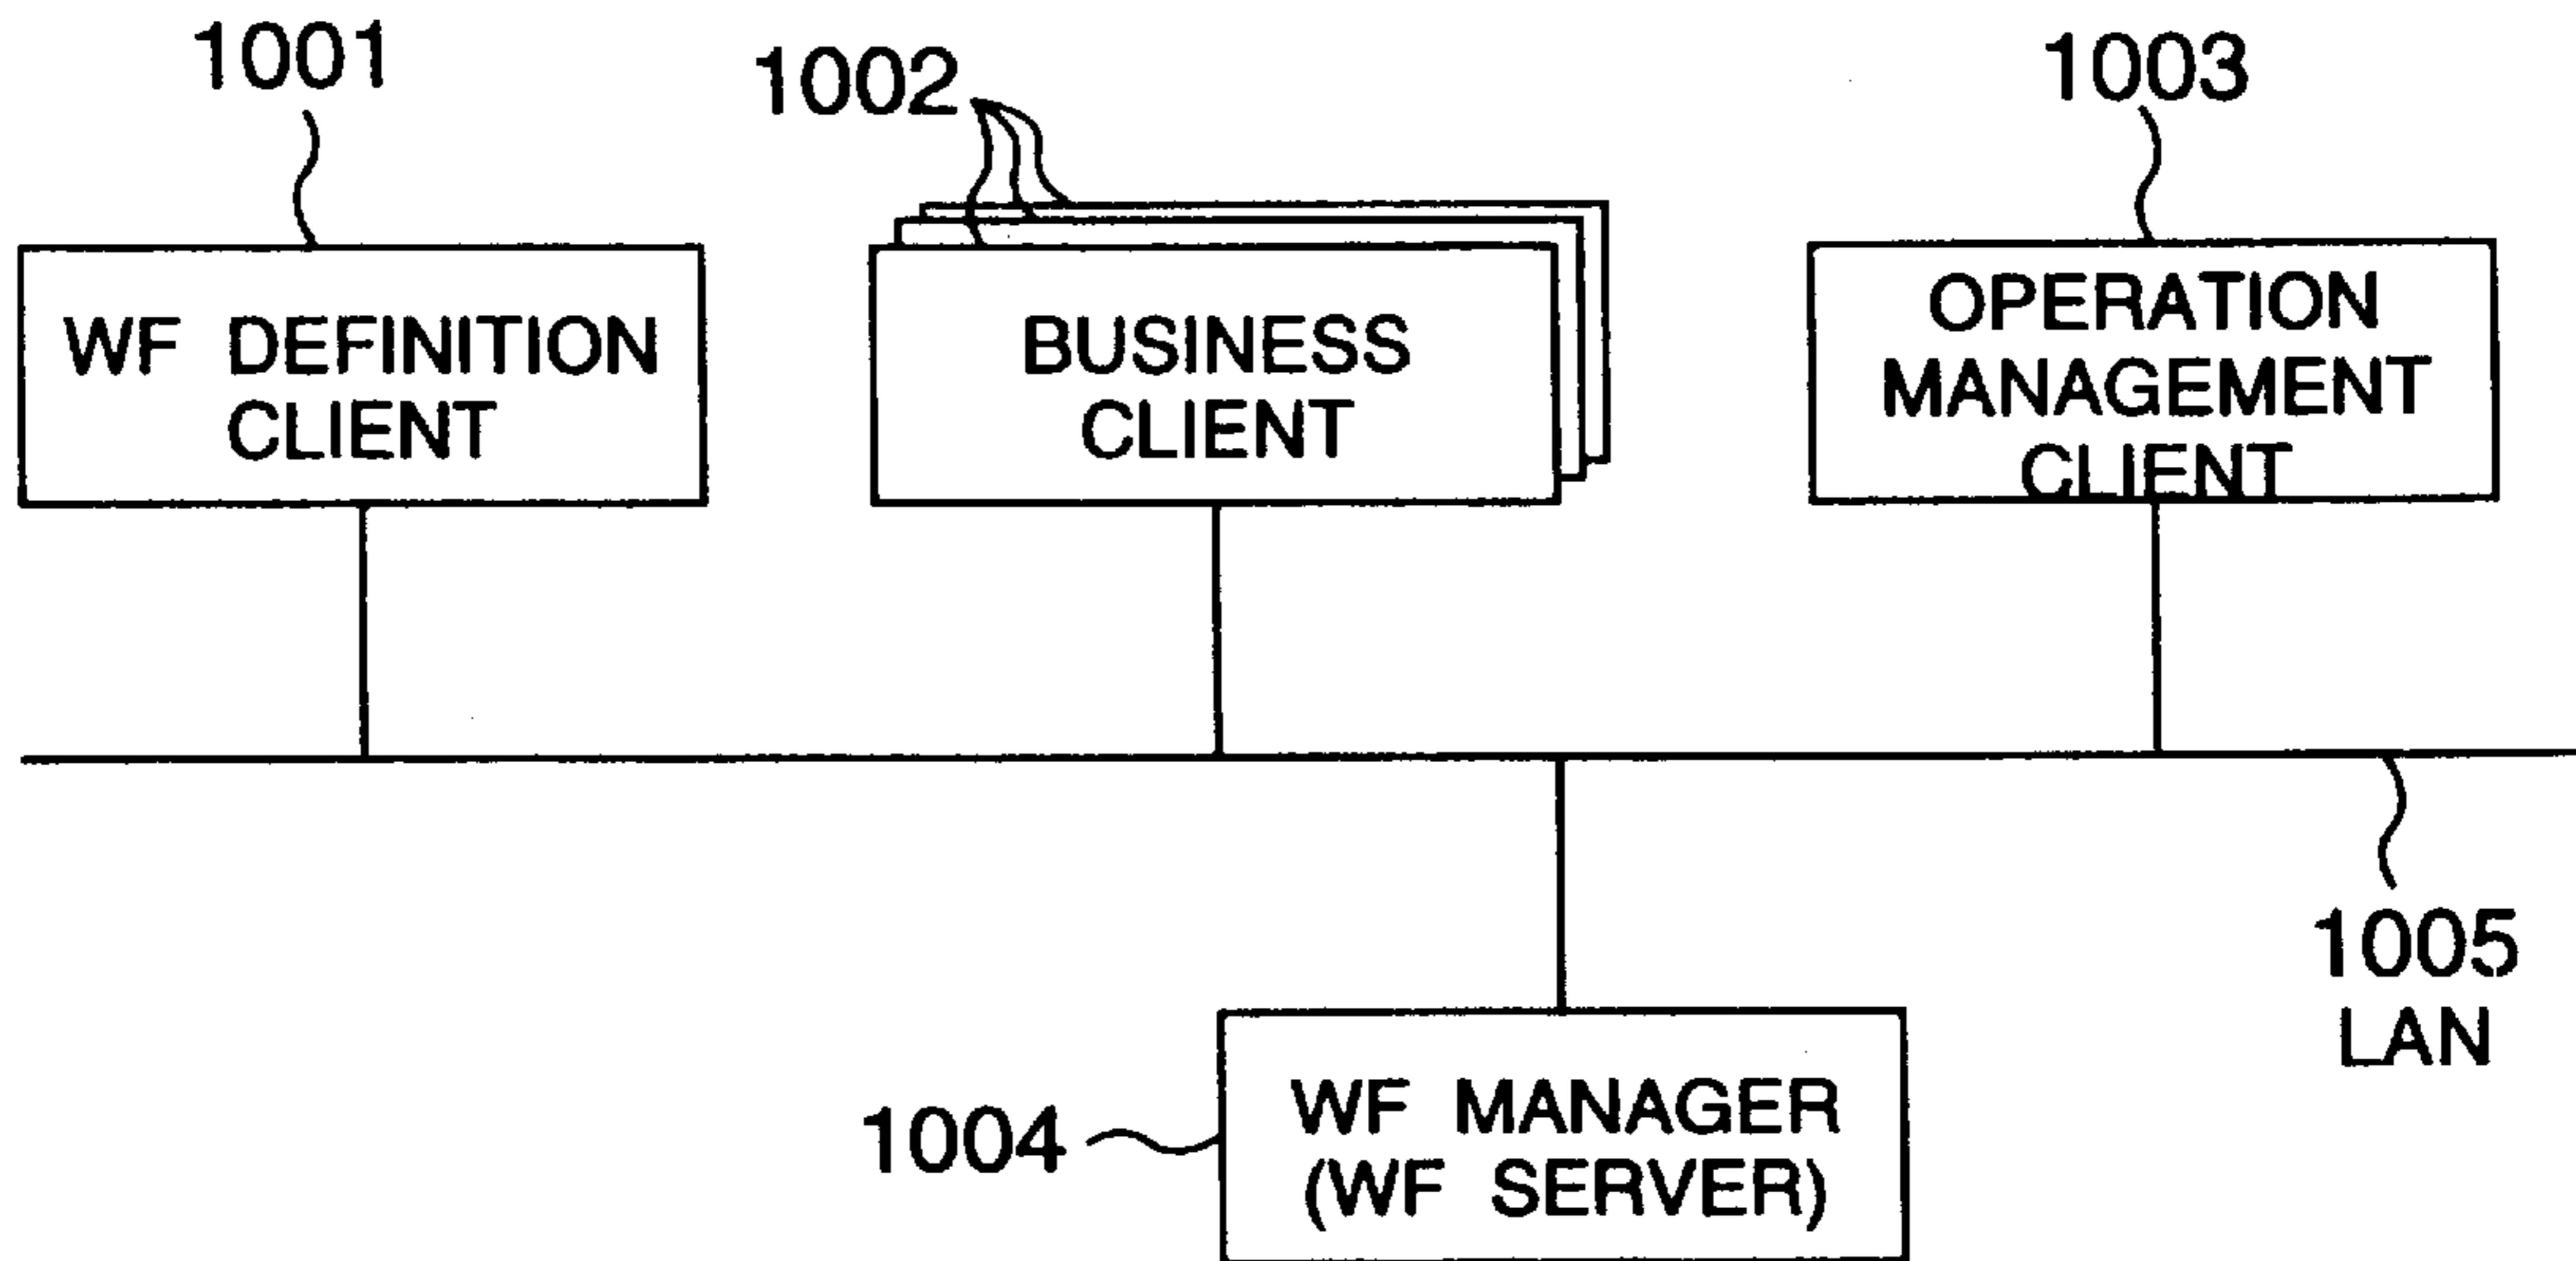 1001
1002
1003
WF DEFINITION
CLIENT
BUSINESS
CLIENT
OPERATION
MANAGEMENT
CLIENT
1005
LAN
1004
WF MANAGER
(WF SERVER)